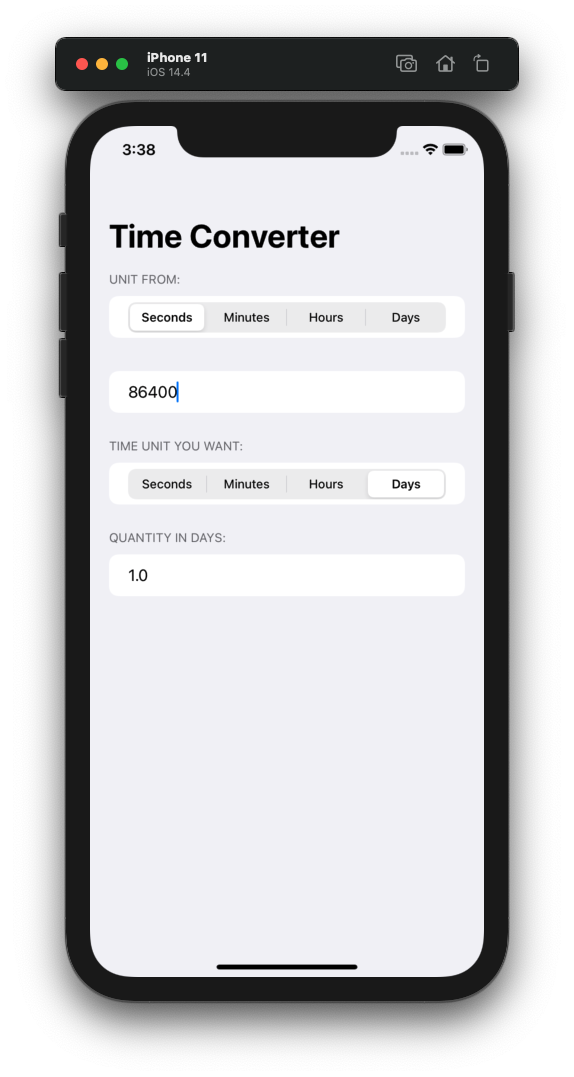 iPhone 11
iOS 14.4
3:38
Time Converter
UNIT FROM:
Seconds Minutes Hours Days
86400
TIME UNIT YOU WANT:
Seconds Minutes Hours Days
QUANTITY IN DAYS:
1.0